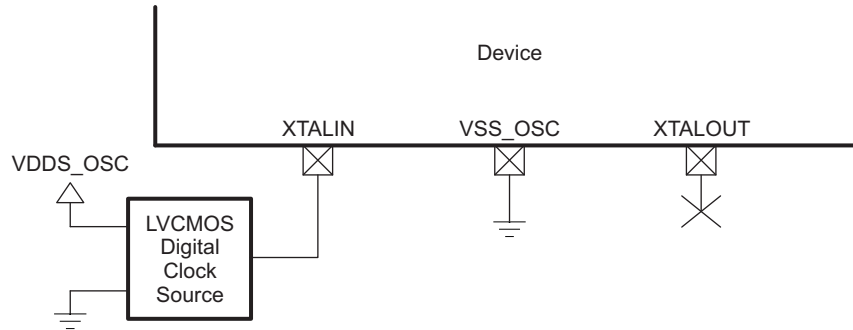 Device
XTALIN
VSS_OSC
XTALOUT
VDDS_OSC
LVCMOS
Digital
Clock
Source